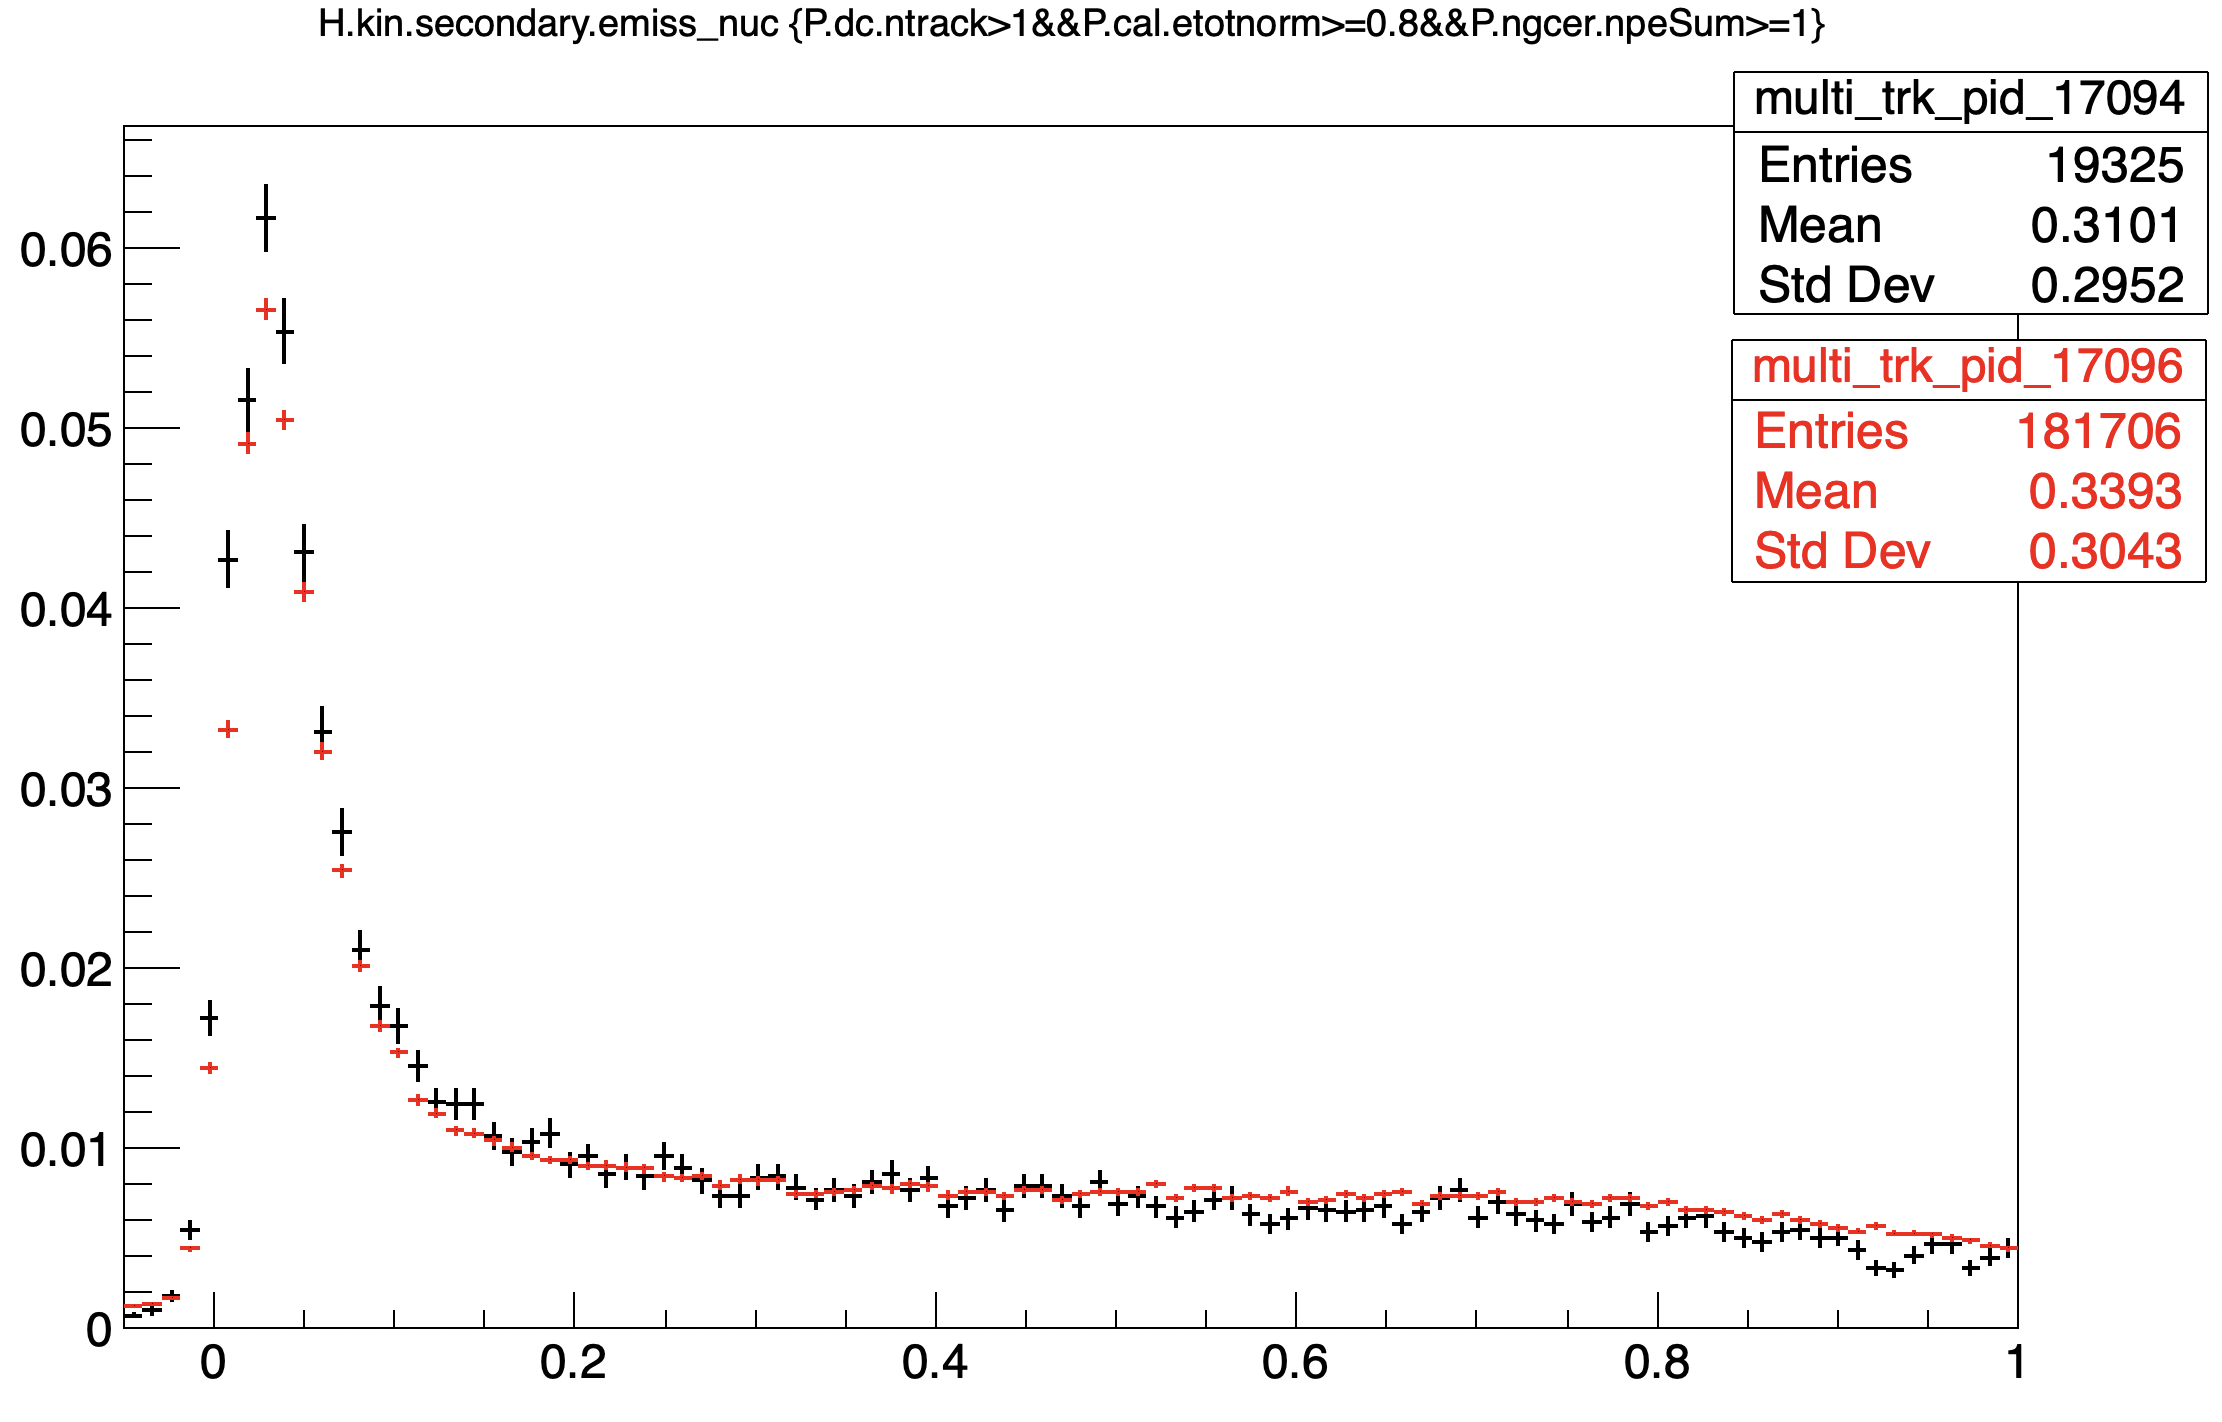 H.kin.secondary.emiss_nuc {P.dc.ntrack>1&&P.cal.etotnorm>=0.8&&P.ngcer.npeSum>=1}
multi_trk_pid_17094
Entries 19325
Mean 0.3101
Std Dev 0.2952
multi_trk_pid_17096
Entries 181706
Mean 0.3393
Std Dev 0.3043
0.06
0.05
0.04
0.03
0.02
0.01
0
0 0.2 0.4 0.6 0.8 1